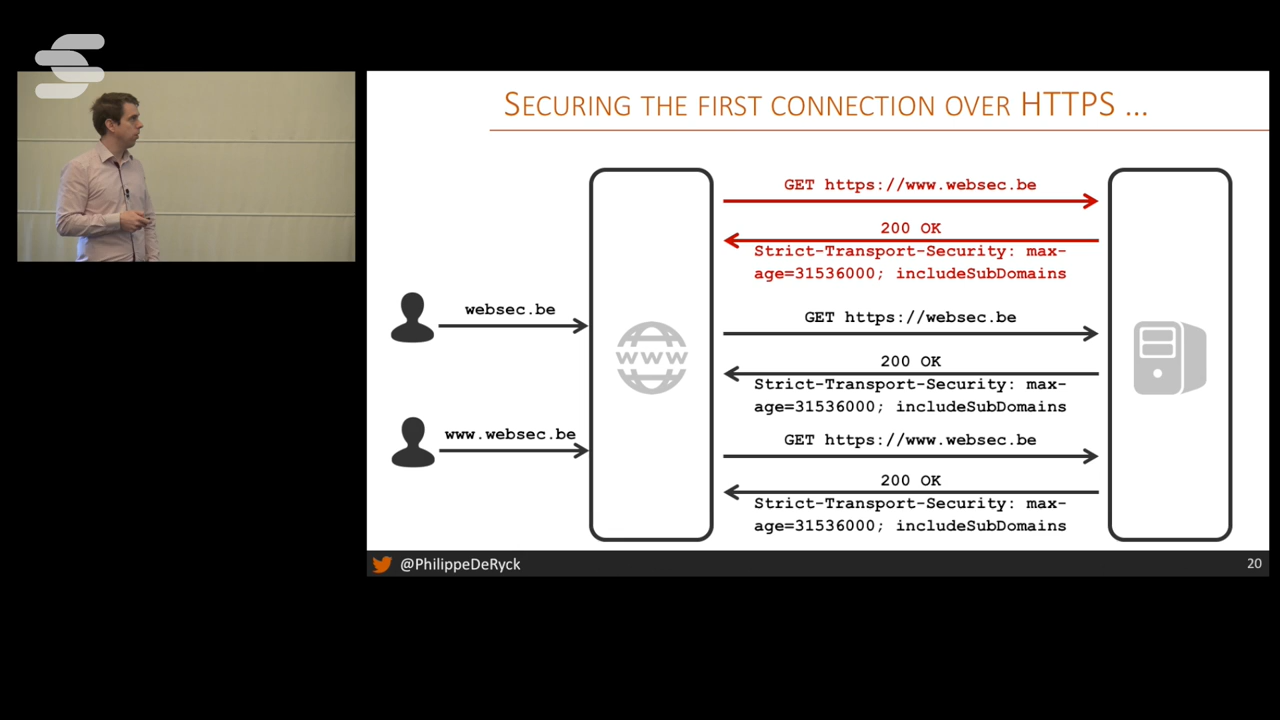 SECURING THE FIRST CONNECTION OVER HTTPS ...
GET https://www.websec.be
200 OK
Strict-Transport-Security: max-
age=31536000; includeSubDomains
websec.be
GET https://websec.be
www
200 OK
Strict-Transport-Security: max-
age=31536000; includeSubDomains
www.websec.be
GET https://www.websec.be
200 OK
Strict-Transport-Security: max-
age=31536000; includeSubDomains
@PhilippeDeRyck
20